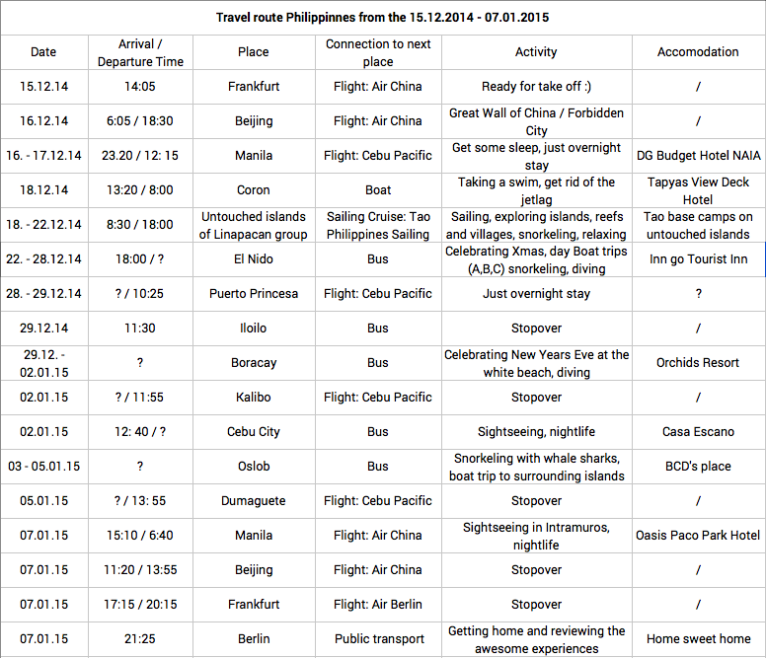 Travel route Philippinnes from the 15.12.2014 - 07.01.2015
Date Arrival / Departure Time Place Connection to next place Activity Accomodation
15.12.14 14:05 Frankfurt Flight: Air China Ready for take off :) /
16.12.14 6:05 / 18:30 Beijing Flight: Air China Great Wall of China / Forbidden City /
16. - 17.12.14 23.20 / 12: 15 Manila Flight: Cebu Pacific Get some sleep, just overnight stay DG Budget Hotel NAIA
18.12.14 13:20 / 8:00 Coron Boat Taking a swim, get rid of the jetlag Tapyas View Deck Hotel
18. - 22.12.14 8:30 / 18:00 Untouched islands of Linapacan group Sailing Cruise: Tao Philippines Sailing Sailing, exploring islands, reefs and villages, snorkeling, relaxing Tao base camps on untouched islands
22. - 28.12.14 18:00 / ? El Nido Bus Celebrating Xmas, day Boat trips (A,B,C) snorkeling, diving Inn go Tourist Inn
28. - 29.12.14 ? / 10:25 Puerto Princesa Flight: Cebu Pacific Just overnight stay ?
29.12.14 11:30 Iloilo Bus Stopover /
29.12. - 02.01.15 ? Boracay Bus Celebrating New Years Eve at the white beach, diving Orchids Resort
02.01.15 ? / 11:55 Kalibo Flight: Cebu Pacific Stopover /
02.01.15 12: 40 / ? Cebu City Bus Sightseeing, nightlife Casa Escano
03 - 05.01.15 ? Oslob Bus Snorkeling with whale sharks, boat trip to surrounding islands BCD's place
05.01.15 ? / 13: 55 Dumaguete Flight: Cebu Pacific Stopover /
07.01.15 15:10 / 6:40 Manila Flight: Air China Sightseeing in Intramuros, nightlife Oasis Paco Park Hotel
07.01.15 11:20 / 13:55 Beijing Flight: Air China Stopover /
07.01.15 17:15 / 20:15 Frankfurt Flight: Air Berlin Stopover /
07.01.15 21:25 Berlin Public transport Getting home and reviewing the awesome experiences Home sweet home